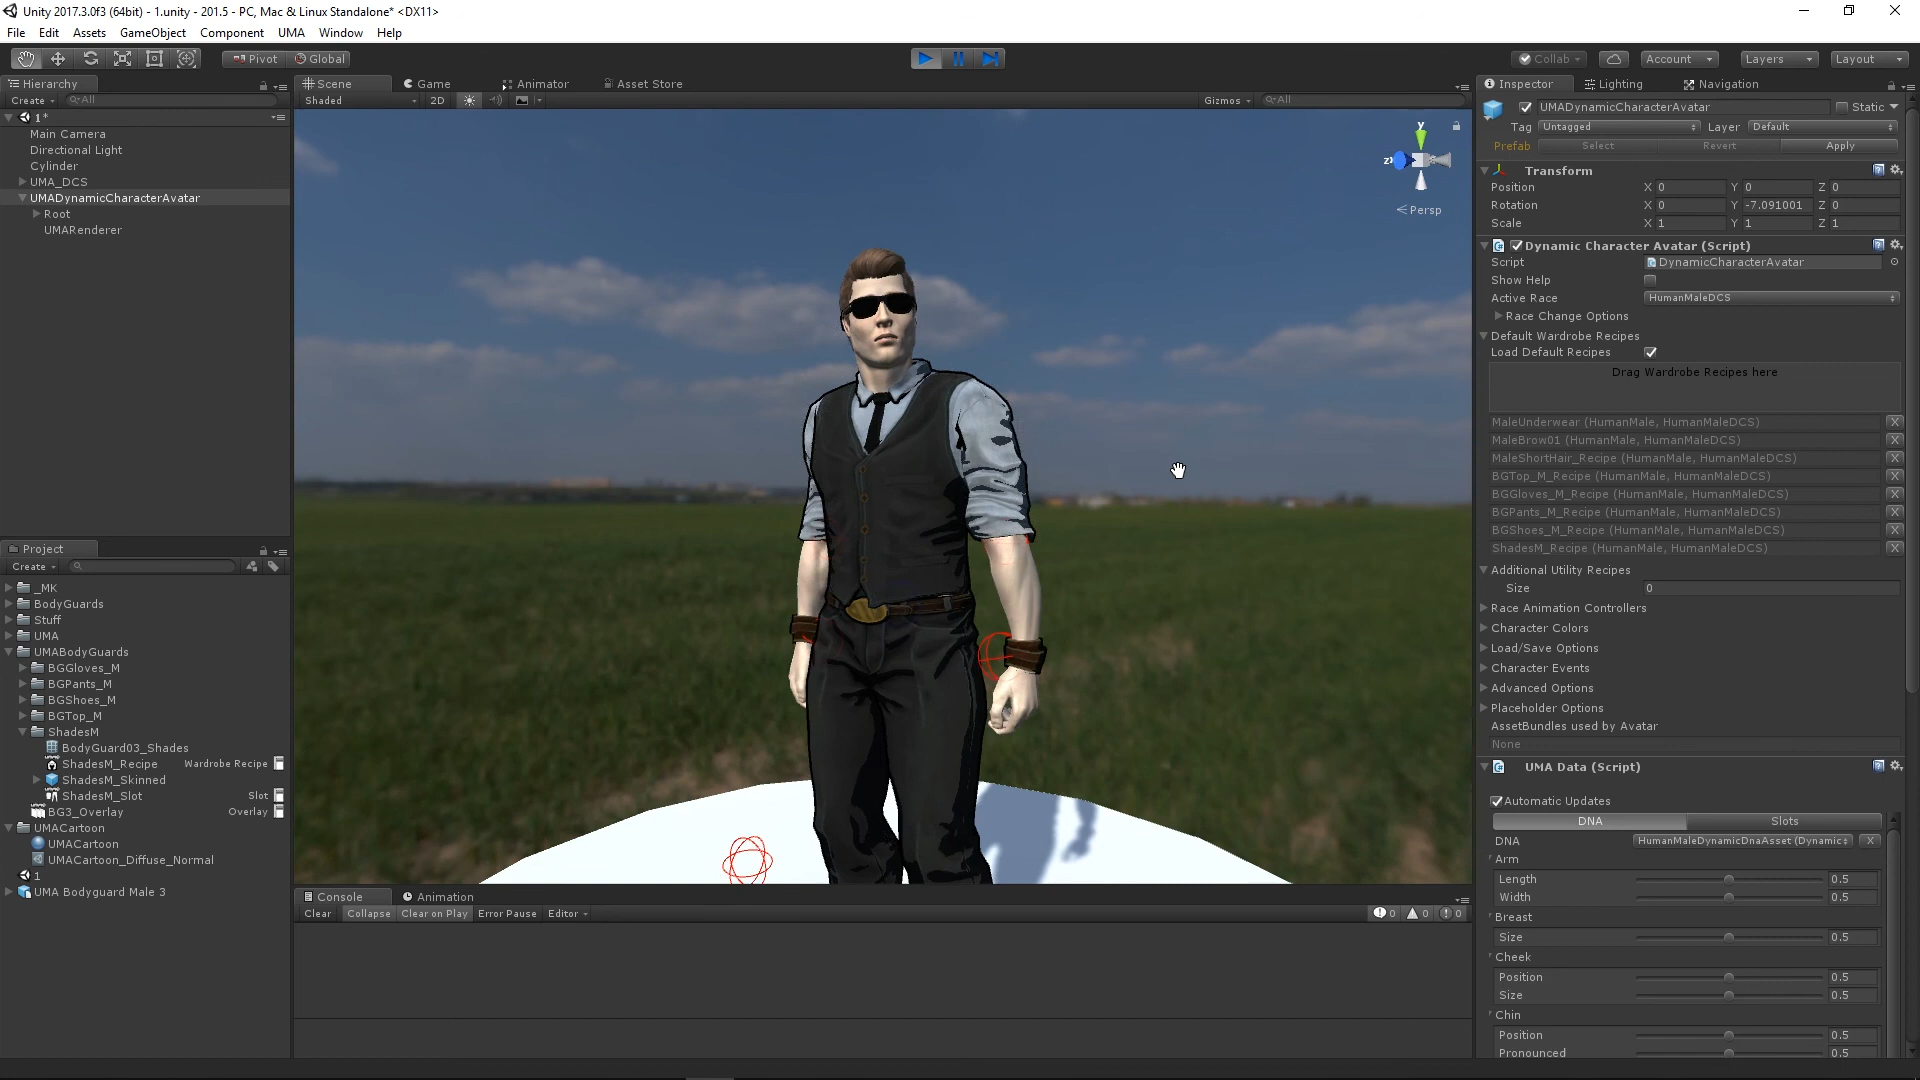 Unity 2017.3.0f3 (64bit) - 1.unity - 201.5 - PC, Mac & Linux Standalone* <DX11>
File Edit Assets GameObject Component UMA Window Help
Pivot Global
Collab Account Layers Layout
Hierarchy
Create All
1*
Main Camera
Directional Light
Cylinder
UMA_DCS
UMADynamicCharacterAvatar
Root
UMARenderer
Project
Create
_MK
BodyGuards
Stuff
UMA
UMABodyGuards
BGGloves_M
BGPants_M
BGShoes_M
BGTop_M
ShadesM
BodyGuard03_Shades
ShadesM_Recipe Wardrobe Recipe
ShadesM_Skinned
ShadesM_Slot Slot
BG3_Overlay Overlay
UMACartoon
UMACartoon
UMACartoon_Diffuse_Normal
1
UMA Bodyguard Male 3
Scene Game Animator Asset Store
Shaded 2D Gizmos All
y
z
Persp
Console Animation
Clear Collapse Clear on Play Error Pause Editor 0 0 0
Inspector Lighting Navigation
UMADynamicCharacterAvatar Static
Tag Untagged Layer Default
Prefab Select Revert Apply
Transform
Position X 0 Y 0 Z 0
Rotation X 0 Y -7.091001 Z 0
Scale X 1 Y 1 Z 1
Dynamic Character Avatar (Script)
Script DynamicCharacterAvatar
Show Help
Active Race HumanMaleDCS
Race Change Options
Default Wardrobe Recipes
Load Default Recipes
Drag Wardrobe Recipes here
MaleUnderwear (HumanMale, HumanMaleDCS) X
MaleBrow01 (HumanMale, HumanMaleDCS) X
MaleShortHair_Recipe (HumanMale, HumanMaleDCS) X
BGTop_M_Recipe (HumanMale, HumanMaleDCS) X
BGGloves_M_Recipe (HumanMale, HumanMaleDCS) X
BGPants_M_Recipe (HumanMale, HumanMaleDCS) X
BGShoes_M_Recipe (HumanMale, HumanMaleDCS) X
ShadesM_Recipe (HumanMale, HumanMaleDCS) X
Additional Utility Recipes
Size 0
Race Animation Controllers
Character Colors
Load/Save Options
Character Events
Advanced Options
Placeholder Options
AssetBundles used by Avatar
None
UMA Data (Script)
Automatic Updates
DNA Slots
DNA HumanMaleDynamicDnaAsset (Dynamic X
Arm
Length 0.5
Width 0.5
Breast
Size 0.5
Cheek
Position 0.5
Size 0.5
Chin
Position 0.5
Pronounced 0.5